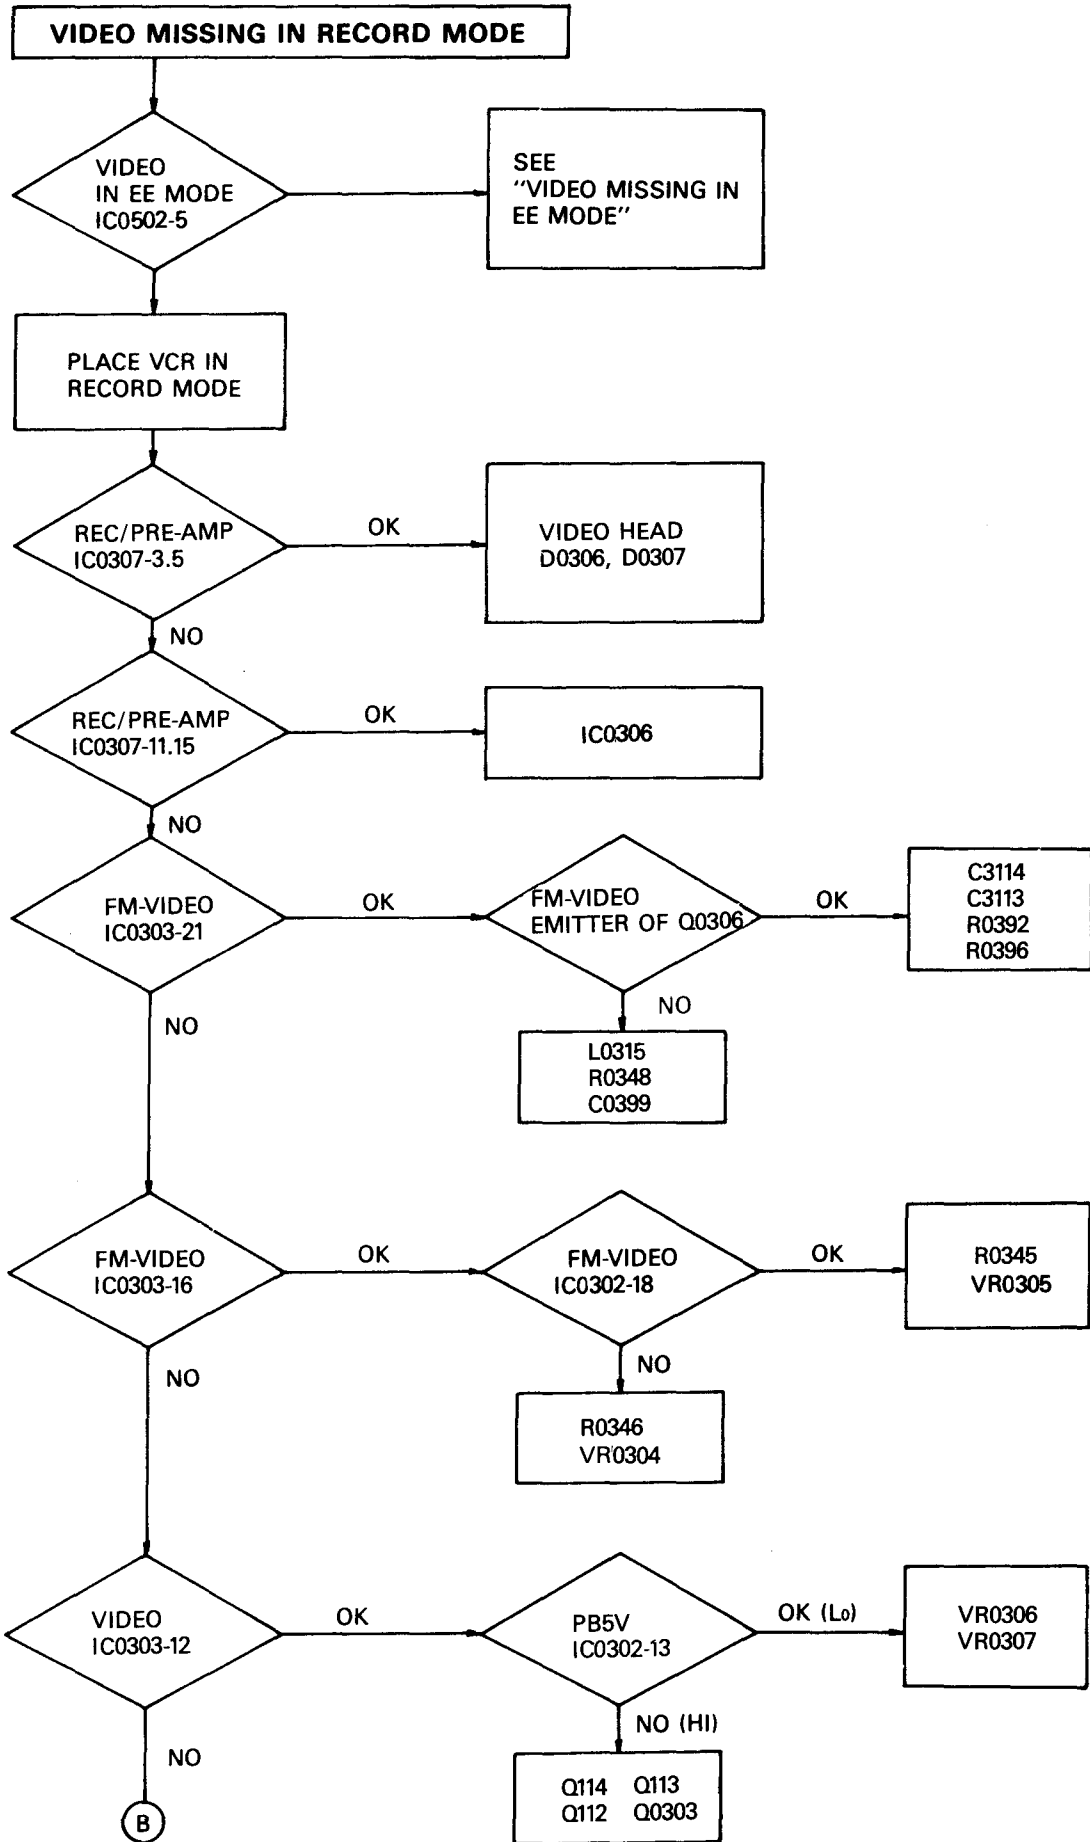 VIDEO MISSING IN RECORD MODE
VIDEO
IN EE MODE
IC0502-5
SEE
"VIDEO MISSING IN
EE MODE"
PLACE VCR IN
RECORD MODE
REC/PRE-AMP
IC0307-3.5
OK
VIDEO HEAD
D0306, D0307
NO
REC/PRE-AMP
IC0307-11.15
OK
IC0306
NO
FM-VIDEO
IC0303-21
OK
FM-VIDEO
EMITTER OF Q0306
OK
C3114
C3113
R0392
R0396
NO
NO
L0315
R0348
C0399
FM-VIDEO
IC0303-16
OK
FM-VIDEO
IC0302-18
OK
R0345
VR0305
NO
NO
R0346
VR0304
VIDEO
IC0303-12
OK
PB5V
IC0302-13
OK (Lo)
VR0306
VR0307
NO
NO (HI)
Q114 Q113
Q112 Q0303
B